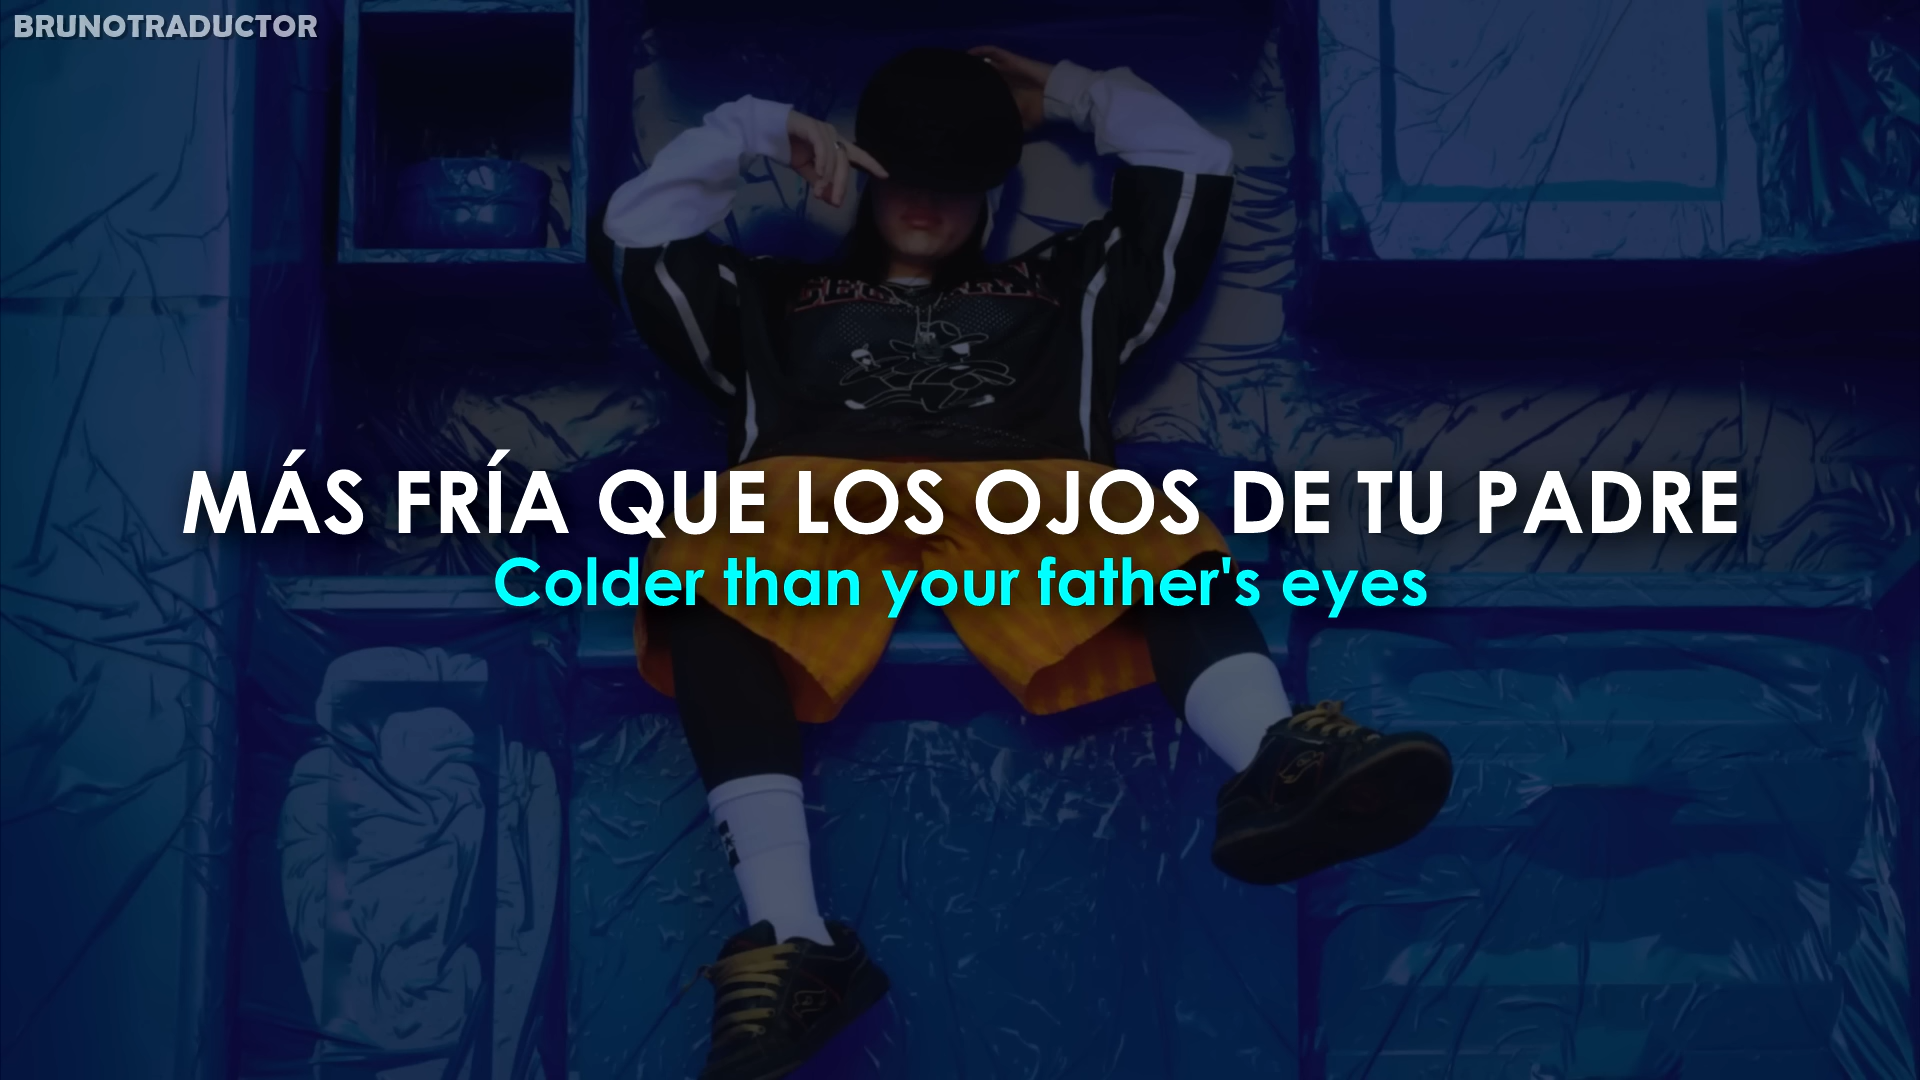 BRUNOTRADUCTOR
MÁS FRÍA QUE LOS OJOS DE TU PADRE
Colder than your father's eyes